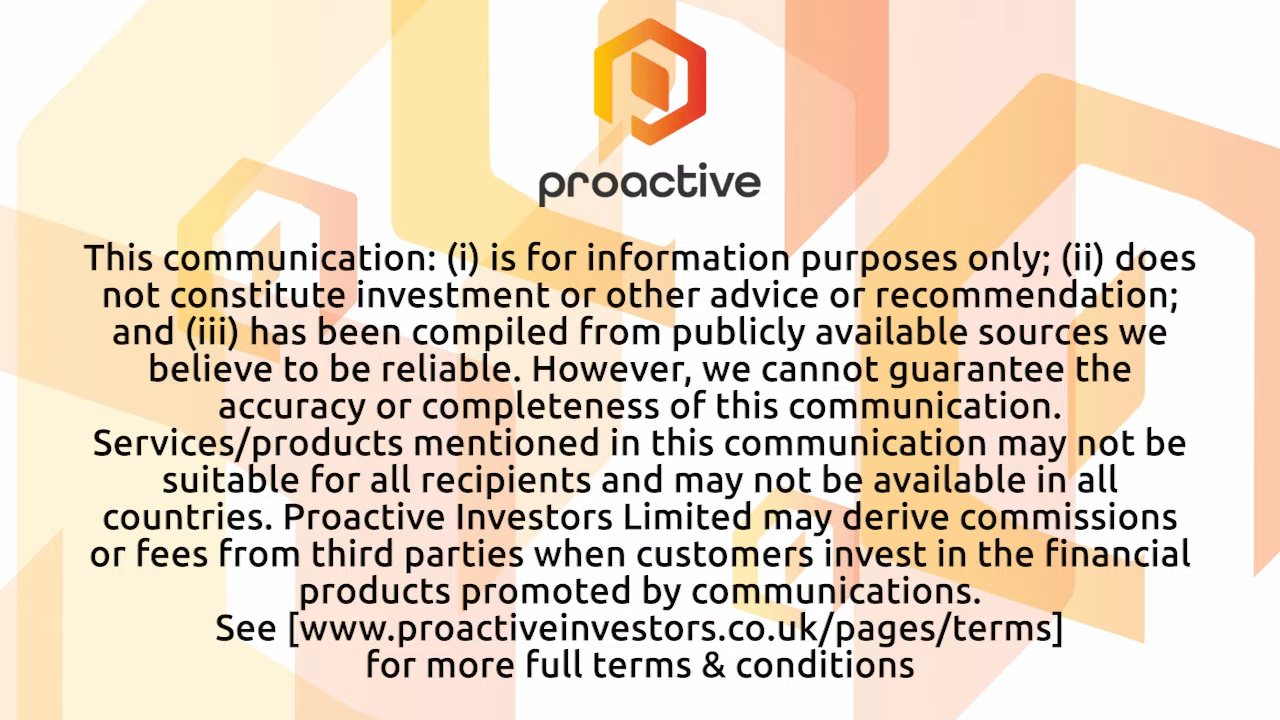 proactive
This communication: (i) is for information purposes only; (ii) does
not constitute investment or other advice or recommendation;
and (iii) has been compiled from publicly available sources we
believe to be reliable. However, we cannot guarantee the
accuracy or completeness of this communication.
Services/products mentioned in this communication may not be
suitable for all recipients and may not be available in all
countries. Proactive Investors Limited may derive commissions
or fees from third parties when customers invest in the financial
products promoted by communications.
See [www.proactiveinvestors.co.uk/pages/terms]
for more full terms & conditions